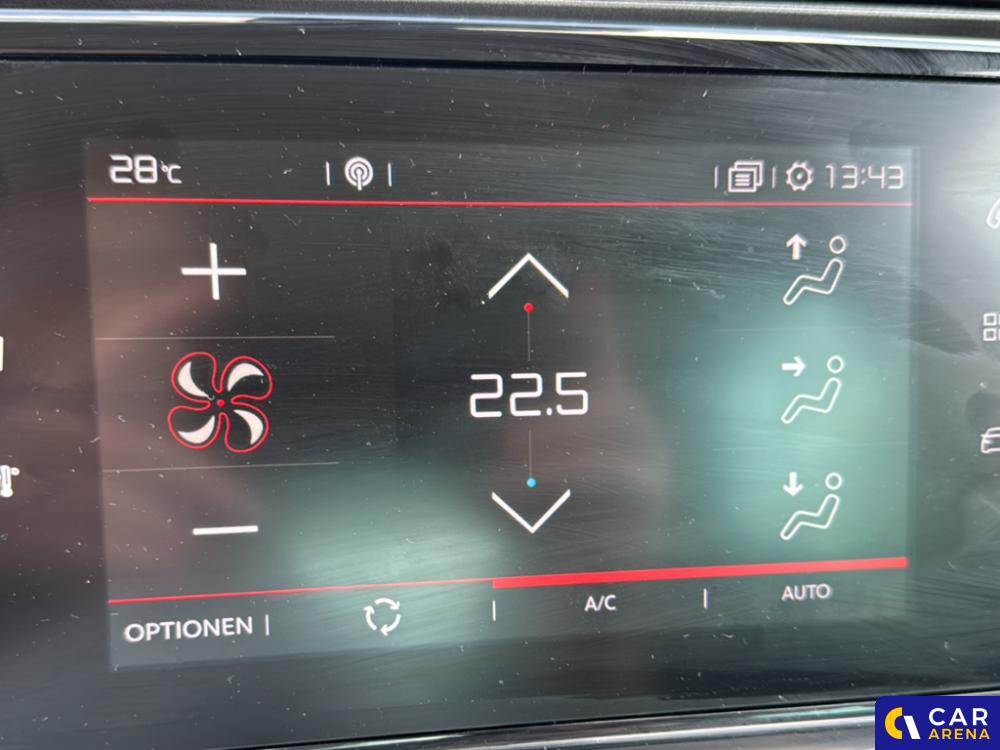 28°C
13:43
22.5
OPTIONEN
A/C
AUTO
CAR
ARENA